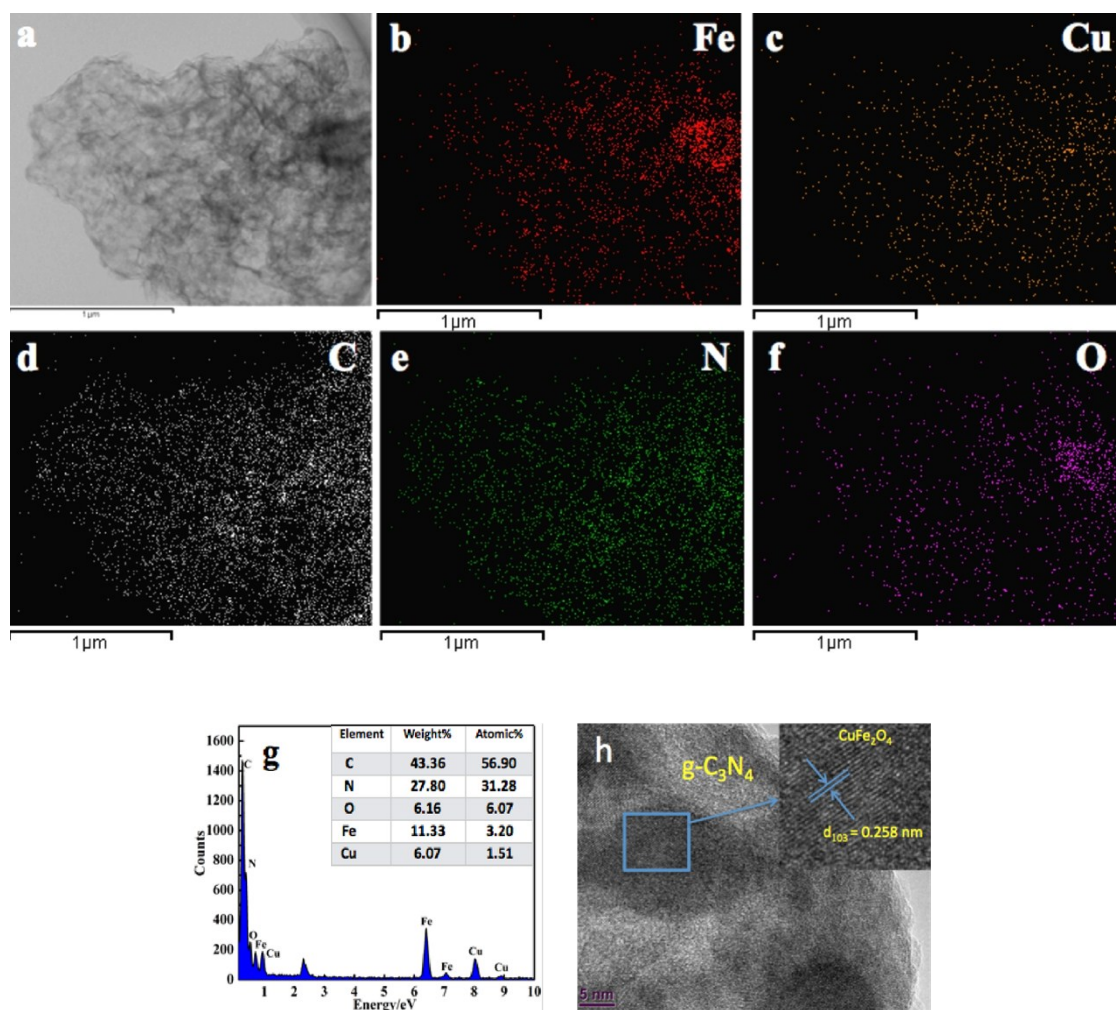 a
b
Fe
c
Cu
1µm
1µm
1µm
d
C
e
N
f
O
1µm
1µm
1µm
g
1600
1400
1200
1000
800
600
400
200
0
Counts
C
N
O
Fe
Cu
Fe
Fe
Cu
Cu
1 2 3 4 5 6 7 8 9 10
Energy/eV
Element Weight% Atomic%
C 43.36 56.90
N 27.80 31.28
O 6.16 6.07
Fe 11.33 3.20
Cu 6.07 1.51
h
g-C₃N₄
CuFe₂O₄
d₁₀₃ = 0.258 nm
5 nm